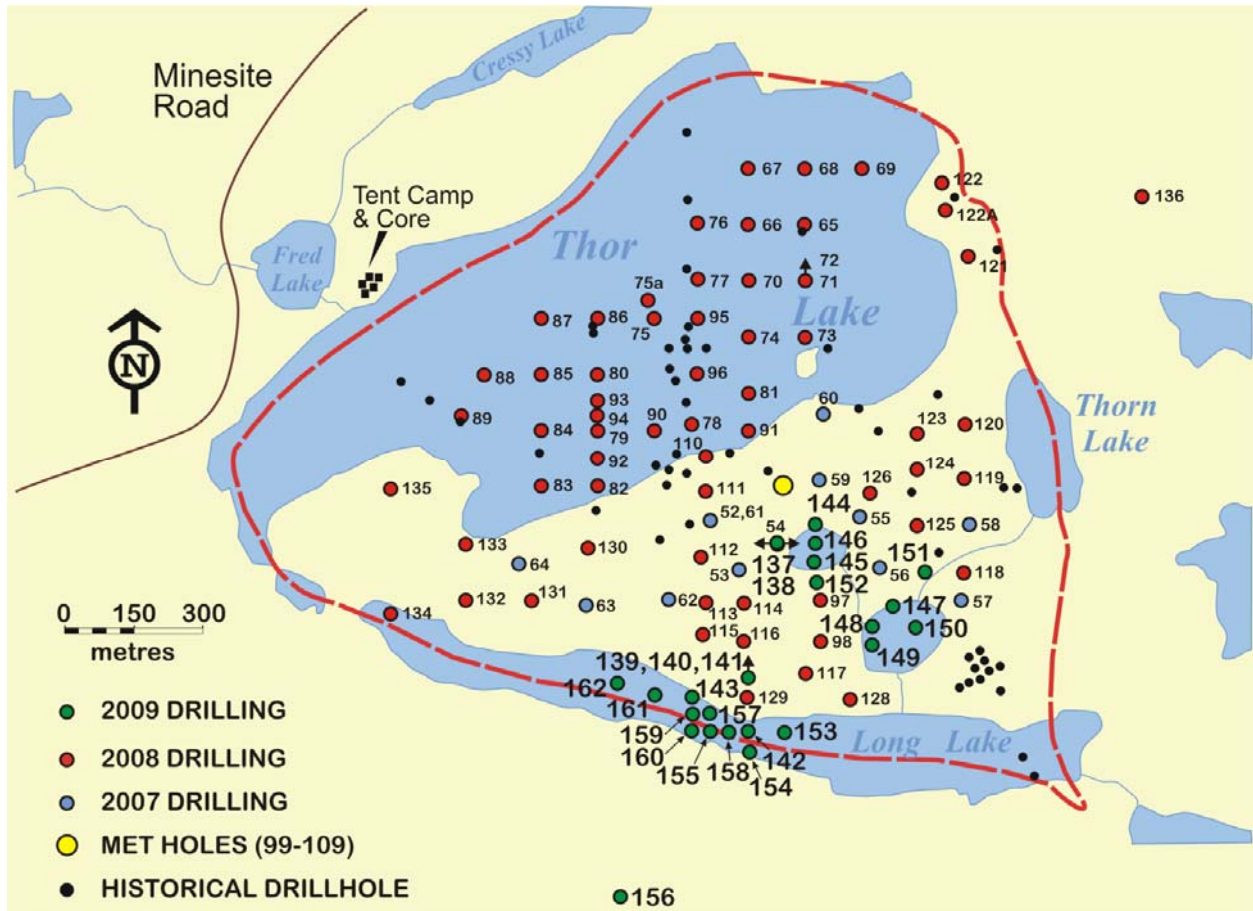 Minesite
Road
Cressy Lake
Tent Camp
& Core
Fred
Lake
N
Thor
Lake
Thorn
Lake
Long Lake
67 68 69
122
136
122A
76 66 65
121
72
77 70 71
75a
87 86 75 95
74 73
88 85 80 96
93 81 60
89 94 90 78 123 120
84 79 91
110
92 124 119
135 83 82 111 59 126
52,61 144 55
54 125 58
133 130 112 146
64 137 145 151
53 138 56 118
152
134 132 131 63 62 113 114 97 147 57
115 116 148 150
98 149
139,140,141
117
162 143 129 128
161 157
159 153
160 142
155 158 154
156
0 150 300
metres
2009 DRILLING
2008 DRILLING
2007 DRILLING
MET HOLES (99-109)
HISTORICAL DRILLHOLE